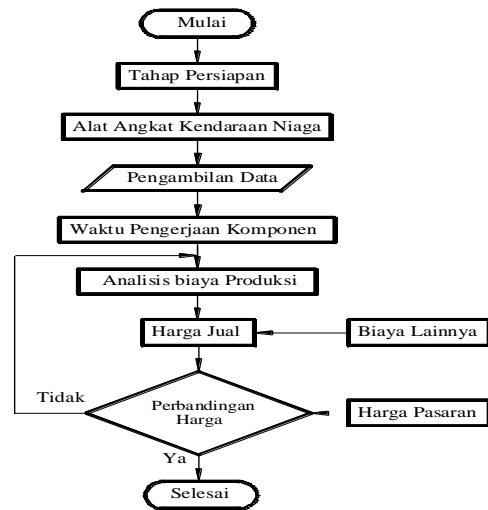 Mulai
Tahap Persiapan
Alat Angkat Kendaraan Niaga
Pengambilan Data
Waktu Pengerjaan Komponen
Analisis biaya Produksi
Harga Jual
Biaya Lainnya
Tidak
Perbandingan
Harga
Harga Pasaran
Ya
Selesai